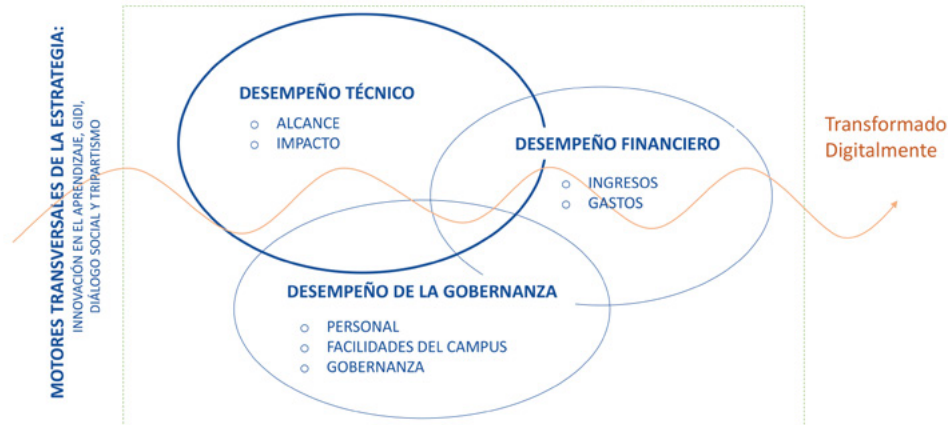 MOTORES TRANSVERSALES DE LA ESTRATEGIA:
INNOVACIÓN EN EL APRENDIZAJE, GIDI,
DIÁLOGO SOCIAL Y TRIPARTISMO
DESEMPEÑO TÉCNICO
ALCANCE
IMPACTO
DESEMPEÑO FINANCIERO
INGRESOS
GASTOS
DESEMPEÑO DE LA GOBERNANZA
PERSONAL
FACILIDADES DEL CAMPUS
GOBERNANZA
Transformado
Digitalmente